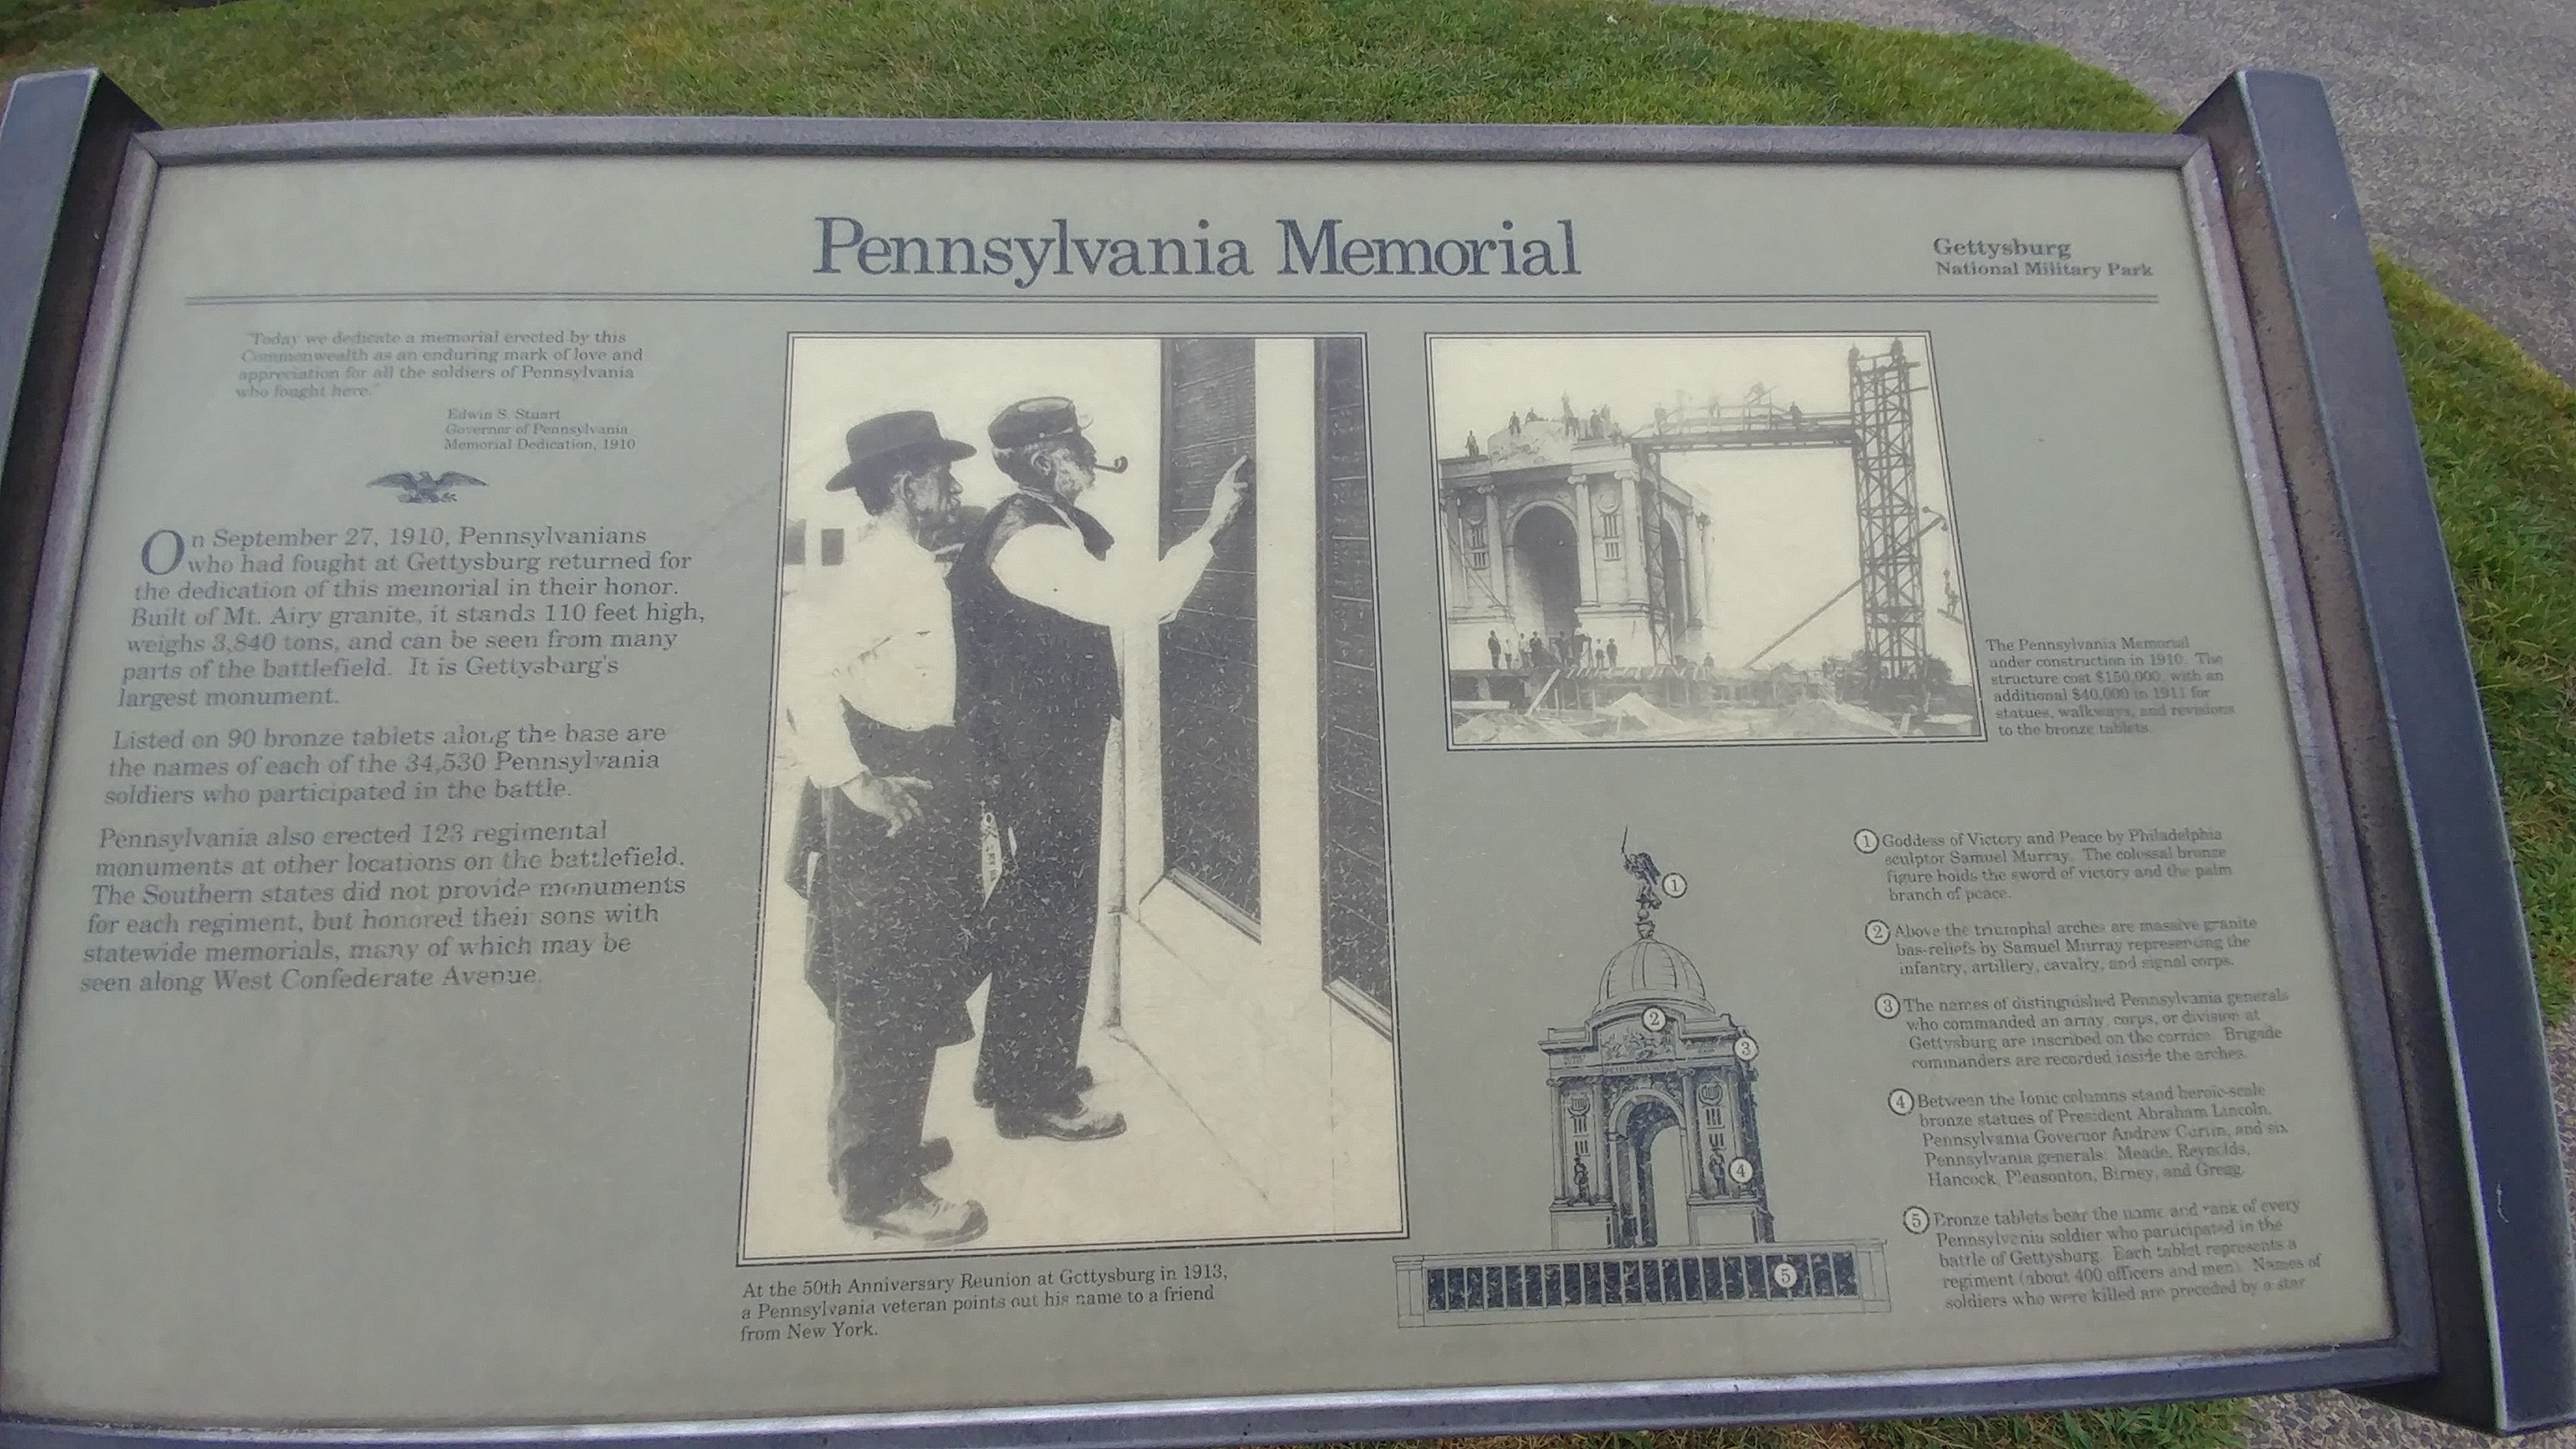 Pennsylvania Memorial
Gettysburg
National Military Park
"Today we dedicate a memorial erected by this
Commonwealth as an enduring mark of love and
appreciation for all the soldiers of Pennsylvania
who fought here."
Edwin S. Stuart
Governor of Pennsylvania
Memorial Dedication, 1910
On September 27, 1910, Pennsylvanians
who had fought at Gettysburg returned for
the dedication of this memorial in their honor.
Built of Mt. Airy granite, it stands 110 feet high,
weighs 3,840 tons, and can be seen from many
parts of the battlefield. It is Gettysburg's
largest monument.
Listed on 90 bronze tablets along the base are
the names of each of the 34,530 Pennsylvania
soldiers who participated in the battle.
Pennsylvania also erected 123 regimental
monuments at other locations on the battlefield.
The Southern states did not provide monuments
for each regiment, but honored their sons with
statewide memorials, many of which may be
seen along West Confederate Avenue.
At the 50th Anniversary Reunion at Gettysburg in 1913,
a Pennsylvania veteran points out his name to a friend
from New York.
The Pennsylvania Memorial
under construction in 1910. The
structure cost $150,000, with an
additional $40,000 in 1911 for
statues, walkways, and revisions
to the bronze tablets.
1
2
3
4
5
1 Goddess of Victory and Peace by Philadelphia
sculptor Samuel Murray. The colossal bronze
figure holds the sword of victory and the palm
branch of peace.
2 Above the triumphal arches are massive granite
bas-reliefs by Samuel Murray representing the
infantry, artillery, cavalry, and signal corps.
3 The names of distinguished Pennsylvania generals
who commanded an army, corps, or division at
Gettysburg are inscribed on the cornice. Brigade
commanders are recorded inside the arches.
4 Between the Ionic columns stand heroic-scale
bronze statues of President Abraham Lincoln,
Pennsylvania Governor Andrew Curtin, and six
Pennsylvania generals: Meade, Reynolds,
Hancock, Pleasonton, Birney, and Gregg.
5 Bronze tablets bear the name and rank of every
Pennsylvania soldier who participated in the
battle of Gettysburg. Each tablet represents a
regiment (about 400 officers and men). Names of
soldiers who were killed are preceded by a star